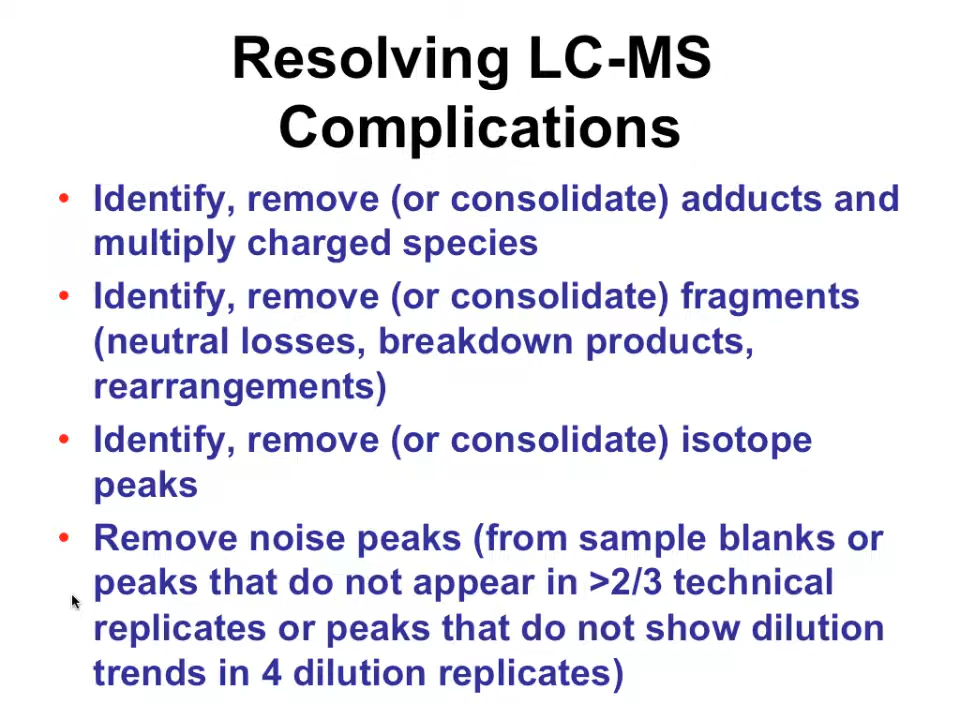 Resolving LC-MS
Complications
• Identify, remove (or consolidate) adducts and
multiply charged species
• Identify, remove (or consolidate) fragments
(neutral losses, breakdown products,
rearrangements)
• Identify, remove (or consolidate) isotope
peaks
• Remove noise peaks (from sample blanks or
peaks that do not appear in >2/3 technical
replicates or peaks that do not show dilution
trends in 4 dilution replicates)